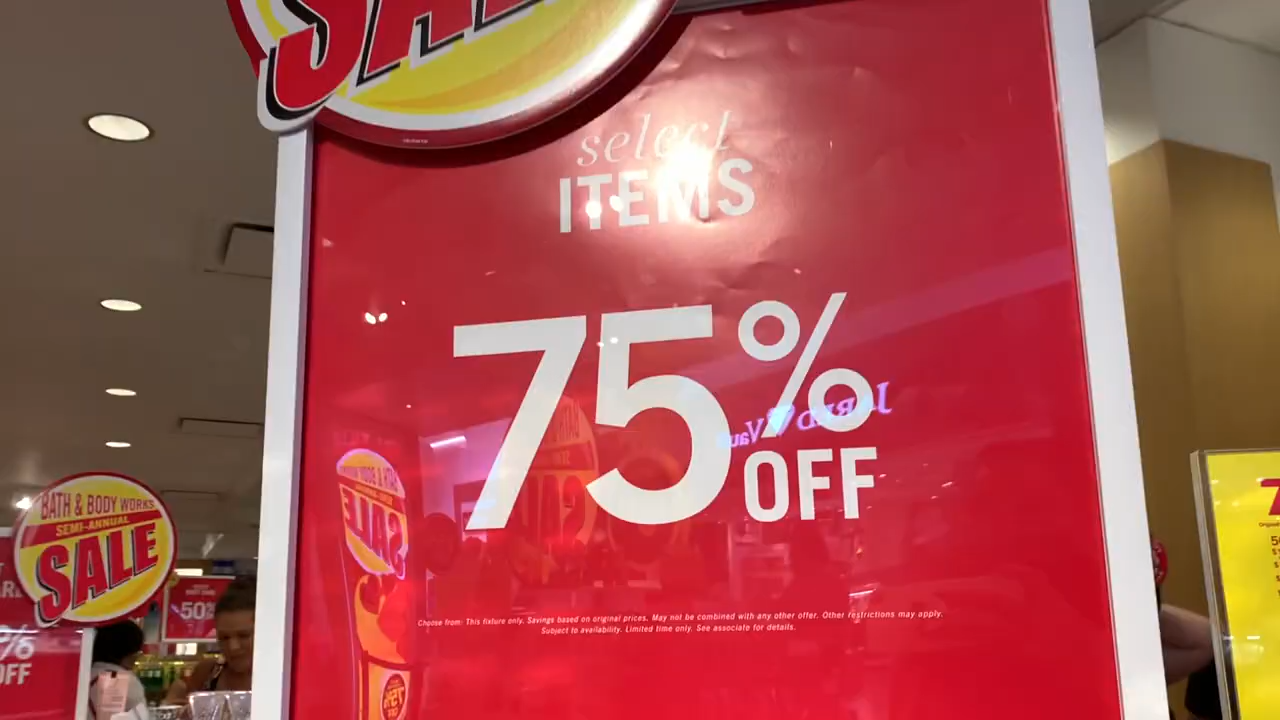 SALE
select
ITEMS
75%
OFF
Choose from: This fixture only. Savings based on original prices. May not be combined with any other offer. Other restrictions may apply.
Subject to availability. Limited time only. See associate for details.
BATH & BODY WORKS
SEMI-ANNUAL
SALE
50%
%
OFF
7